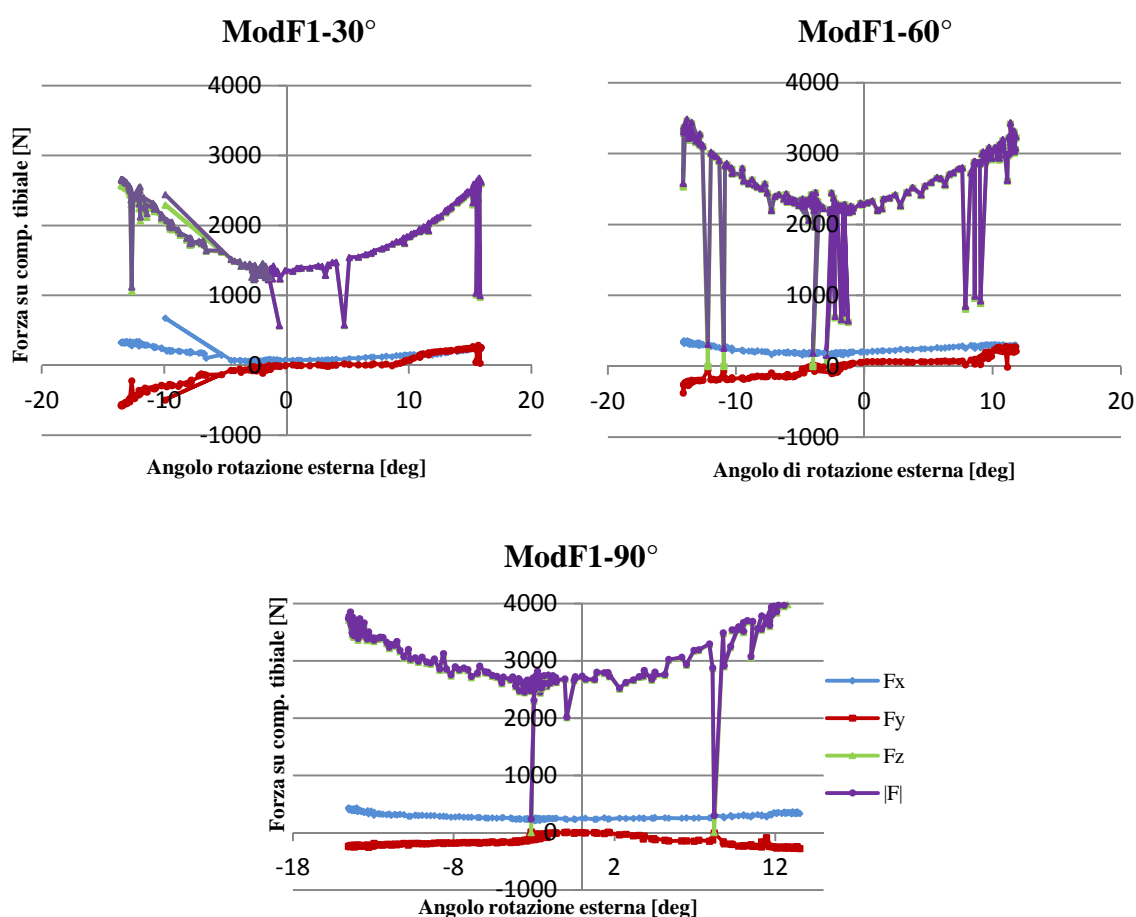 ModF1-30°
Forza su comp. tibiale [N]
4000
3000
2000
1000
0
-1000
-20
-10
0
10
20
Angolo rotazione esterna [deg]
ModF1-60°
4000
3000
2000
1000
0
-1000
-20
-10
0
10
20
Angolo di rotazione esterna [deg]
ModF1-90°
Forza su comp. tibiale [N]
4000
3000
2000
1000
0
-1000
-18
-8
2
12
Angolo rotazione esterna [deg]
Fx
Fy
Fz
|F|